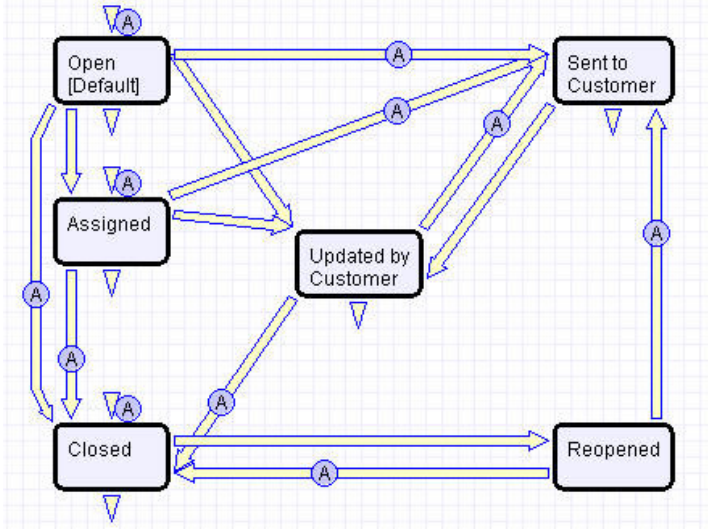 A
Open
[Default]
A
Sent to
Customer
A
A
A
Assigned
Updated by
Customer
A
A
A
A
A
Closed
Reopened
A